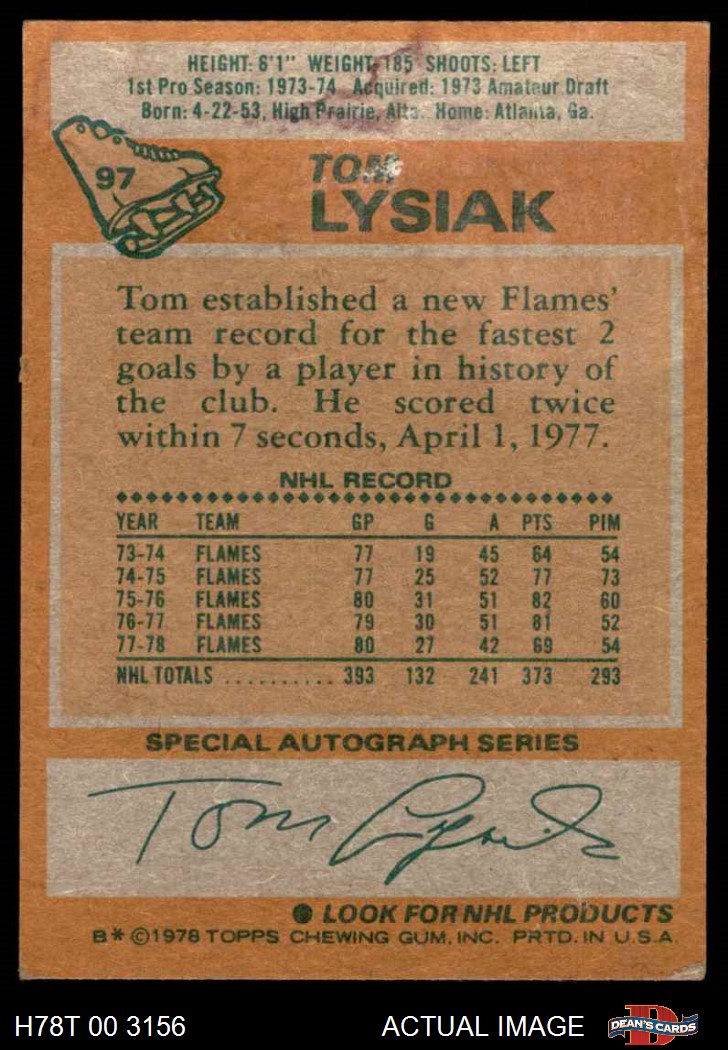 HEIGHT: 6'1" WEIGHT: 185 SHOOTS: LEFT
1st Pro Season: 1973-74 Acquired: 1973 Amateur Draft
Born: 4-22-53, High Prairie, Alta. Home: Atlanta, Ga.
97
TOM
LYSIAK
Tom established a new Flames'
team record for the fastest 2
goals by a player in history of
the club. He scored twice
within 7 seconds, April 1, 1977.
NHL RECORD
YEAR TEAM GP G A PTS PIM
73-74 FLAMES 77 19 45 64 54
74-75 FLAMES 77 25 52 77 73
75-76 FLAMES 80 31 51 82 60
76-77 FLAMES 79 30 51 81 52
77-78 FLAMES 80 27 42 69 54
NHL TOTALS .......... 393 132 241 373 293
SPECIAL AUTOGRAPH SERIES
Tom Lysiak
LOOK FOR NHL PRODUCTS
B* ©1978 TOPPS CHEWING GUM, INC. PRTD. IN U.S.A.
H78T 00 3156 ACTUAL IMAGE D DEAN'S CARDS